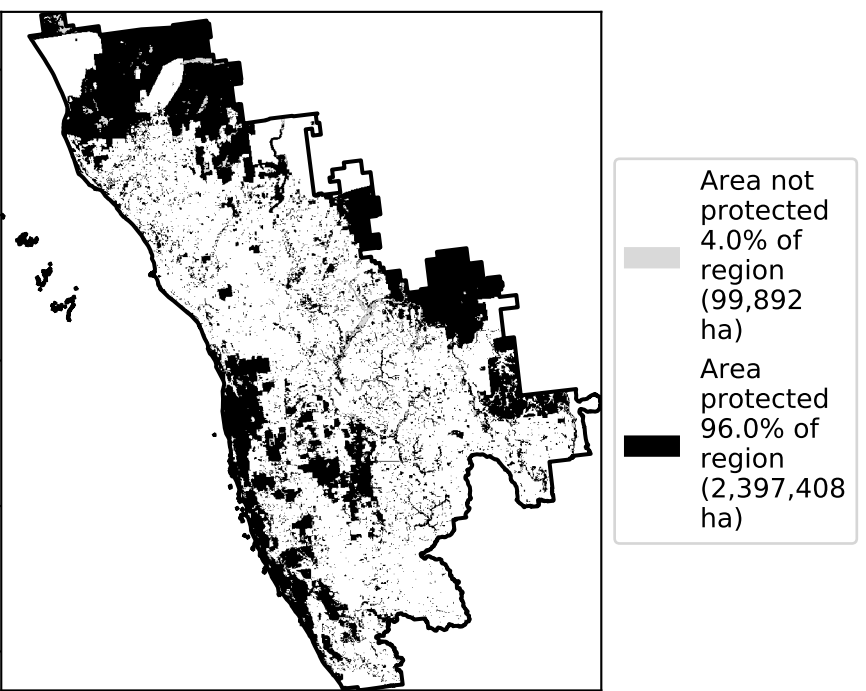 Area not
protected
4.0% of
region
(99,892
ha)
Area
protected
96.0% of
region
(2,397,408
ha)